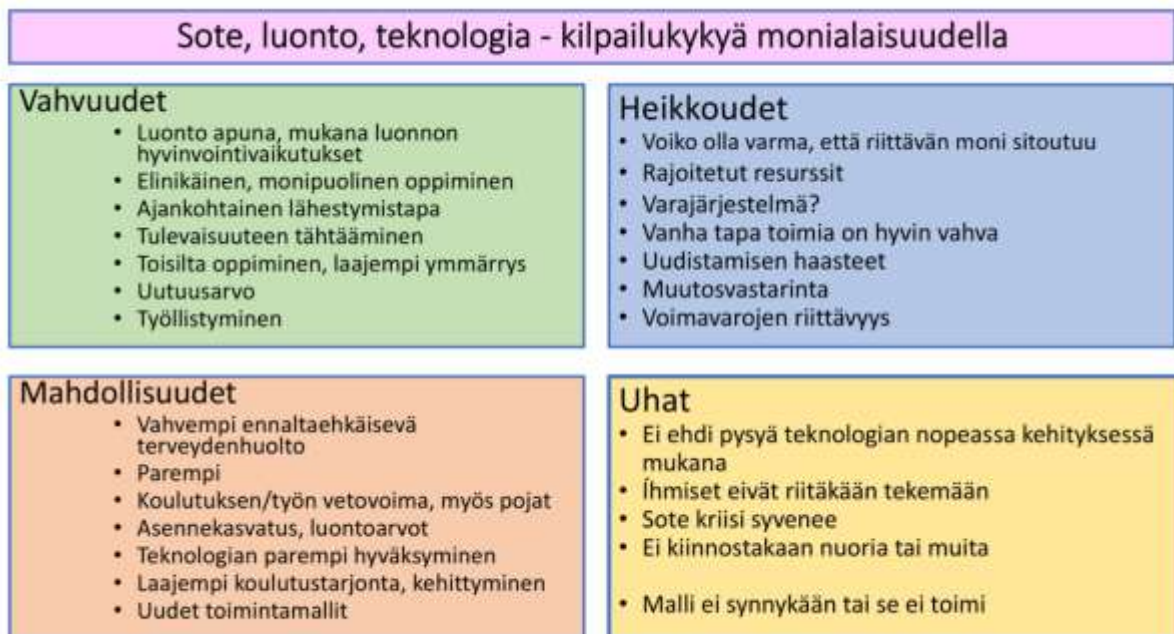 Sote, luonto, teknologia - kilpailukykyä monialaisuudella
Vahvuudet
• Luonto apuna, mukana luonnon
hyvinvointivaikutukset
• Elinikäinen, monipuolinen oppiminen
• Ajankohtainen lähestymistapa
• Tulevaisuuteen tähtääminen
• Toisilta oppiminen, laajempi ymmärrys
• Uutuusarvo
• Työllistyminen
Heikkoudet
• Voiko olla varma, että riittävän moni sitoutuu
• Rajoitetut resurssit
• Varajärjestelmä?
• Vanha tapa toimia on hyvin vahva
• Uudistamisen haasteet
• Muutosvastarinta
• Voimavarojen riittävyys
Mahdollisuudet
• Vahvempi ennaltaehkäisevä
terveydenhuolto
• Parempi
• Koulutuksen/työn vetovoima, myös pojat
• Asennekasvatus, luontoarvot
• Teknologian parempi hyväksyminen
• Laajempi koulutustarjonta, kehittyminen
• Uudet toimintamallit
Uhat
• Ei ehdi pysyä teknologian nopeassa kehityksessä
mukana
• Íhmiset eivät riitäkään tekemään
• Sote kriisi syvenee
• Ei kiinnostakaan nuoria tai muita
• Malli ei synnykään tai se ei toimi